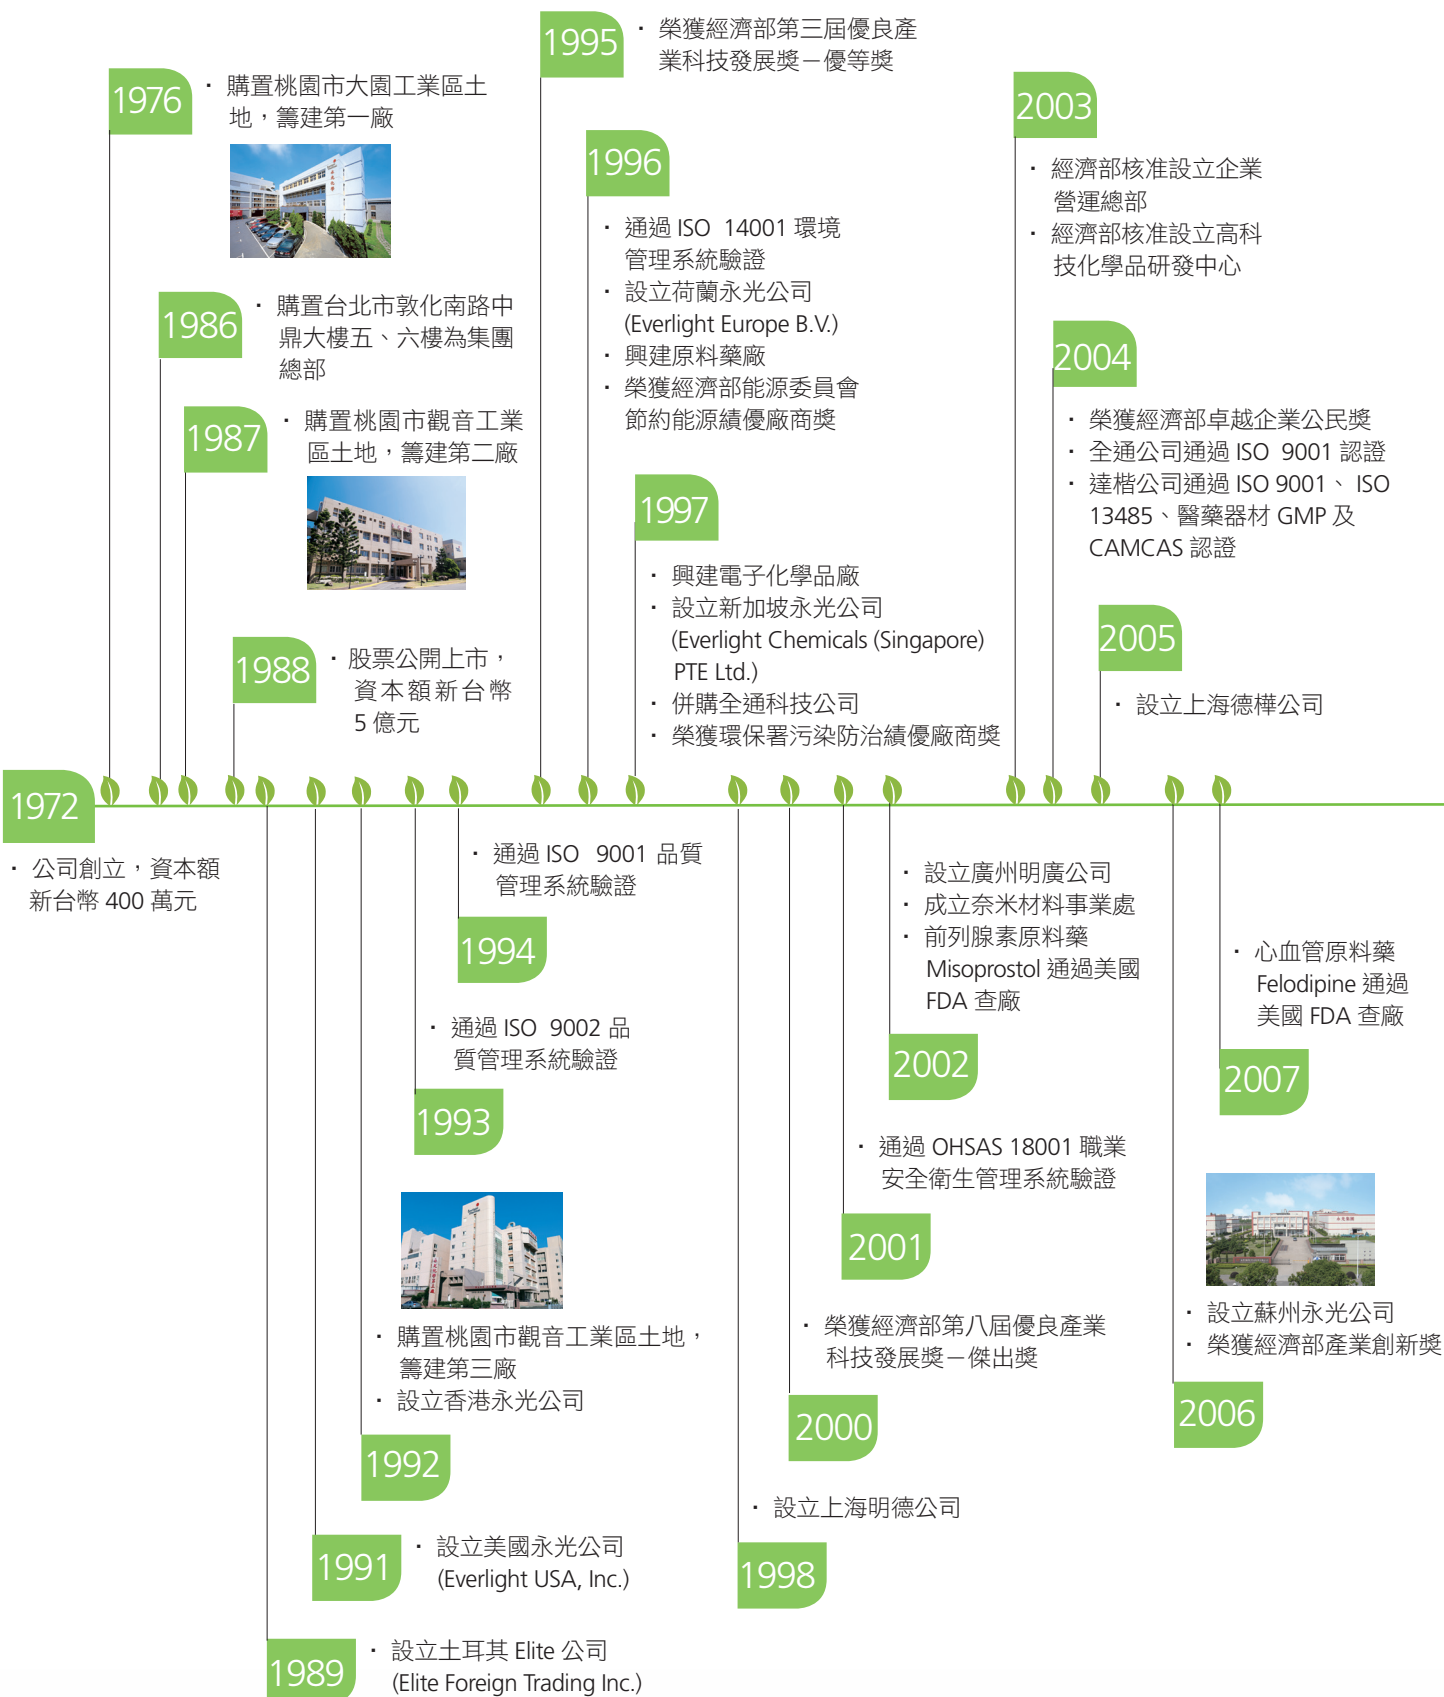 1972
· 公司創立，資本額
新台幣 400 萬元
1976
· 購置桃園市大園工業區土
地，籌建第一廠
1986
· 購置台北市敦化南路中
鼎大樓五、六樓為集團
總部
1987
· 購置桃園市觀音工業
區土地，籌建第二廠
1988
· 股票公開上市，
資本額新台幣
5 億元
1989
· 設立土耳其 Elite 公司
(Elite Foreign Trading Inc.)
1991
· 設立美國永光公司
(Everlight USA, Inc.)
· 購置桃園市觀音工業區土地，
籌建第三廠
· 設立香港永光公司
1992
· 通過 ISO 9002 品
質管理系統驗證
1993
· 通過 ISO 9001 品質
管理系統驗證
1994
1995
· 榮獲經濟部第三屆優良產
業科技發展獎－優等獎
1996
· 通過 ISO 14001 環境
管理系統驗證
· 設立荷蘭永光公司
(Everlight Europe B.V.)
· 興建原料藥廠
· 榮獲經濟部能源委員會
節約能源績優廠商獎
1997
· 興建電子化學品廠
· 設立新加坡永光公司
(Everlight Chemicals (Singapore)
PTE Ltd.)
· 併購全通科技公司
· 榮獲環保署污染防治績優廠商獎
· 設立上海明德公司
1998
· 榮獲經濟部第八屆優良產業
科技發展獎－傑出獎
2000
· 通過 OHSAS 18001 職業
安全衛生管理系統驗證
2001
· 設立廣州明廣公司
· 成立奈米材料事業處
· 前列腺素原料藥
Misoprostol 通過美國
FDA 查廠
2002
2003
· 經濟部核准設立企業
營運總部
· 經濟部核准設立高科
技化學品研發中心
2004
· 榮獲經濟部卓越企業公民獎
· 全通公司通過 ISO 9001 認證
· 達楷公司通過 ISO 9001、 ISO
13485、醫藥器材 GMP 及
CAMCAS 認證
2005
· 設立上海德樺公司
· 設立蘇州永光公司
· 榮獲經濟部產業創新獎
2006
· 心血管原料藥
Felodipine 通過
美國 FDA 查廠
2007